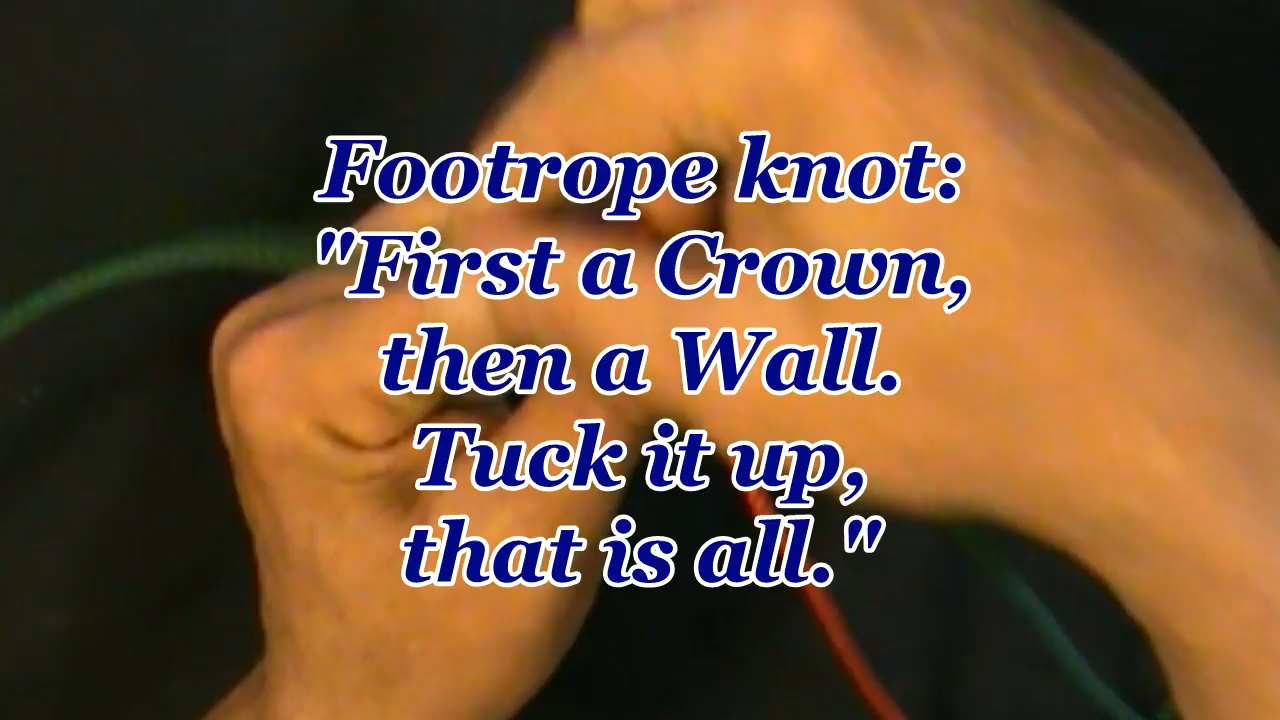 Footrope knot:
"First a Crown,
then a Wall.
Tuck it up,
that is all."